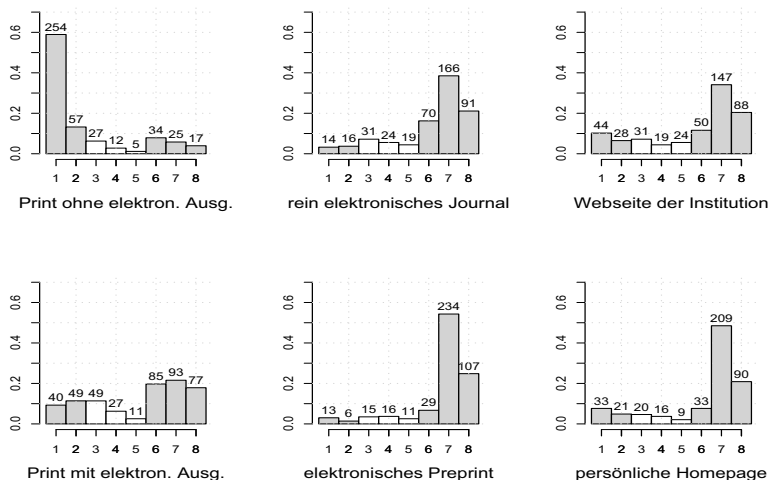 0.0 0.2 0.4 0.6
254 57 27 12 5 34 25 17
1 2 3 4 5 6 7 8
Print ohne elektron. Ausg.
0.0 0.2 0.4 0.6
14 16 31 24 19 70 166 91
1 2 3 4 5 6 7 8
rein elektronisches Journal
0.0 0.2 0.4 0.6
44 28 31 19 24 50 147 88
1 2 3 4 5 6 7 8
Webseite der Institution
0.0 0.2 0.4 0.6
40 49 49 27 11 85 93 77
1 2 3 4 5 6 7 8
Print mit elektron. Ausg.
0.0 0.2 0.4 0.6
13 6 15 16 11 29 234 107
1 2 3 4 5 6 7 8
elektronisches Preprint
0.0 0.2 0.4 0.6
33 21 20 16 9 33 209 90
1 2 3 4 5 6 7 8
persönliche Homepage